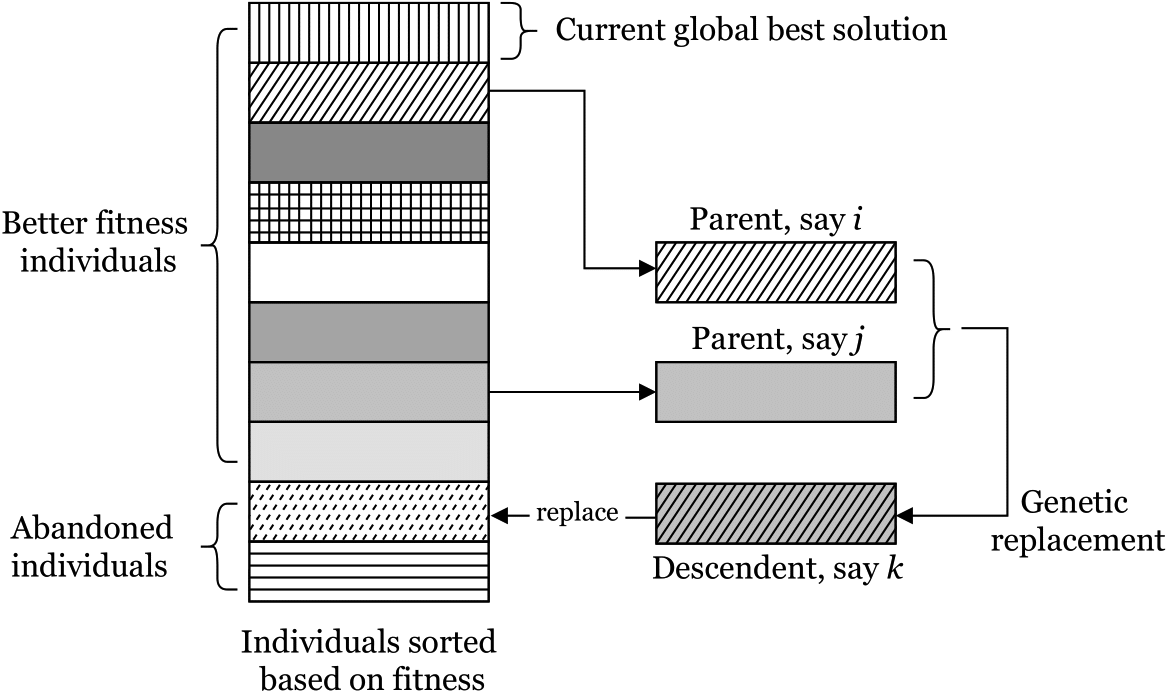 Current global best solution
Better fitness
individuals
Parent, say i
Parent, say j
Abandoned
individuals
replace
Genetic
replacement
Descendent, say k
Individuals sorted
based on fitness